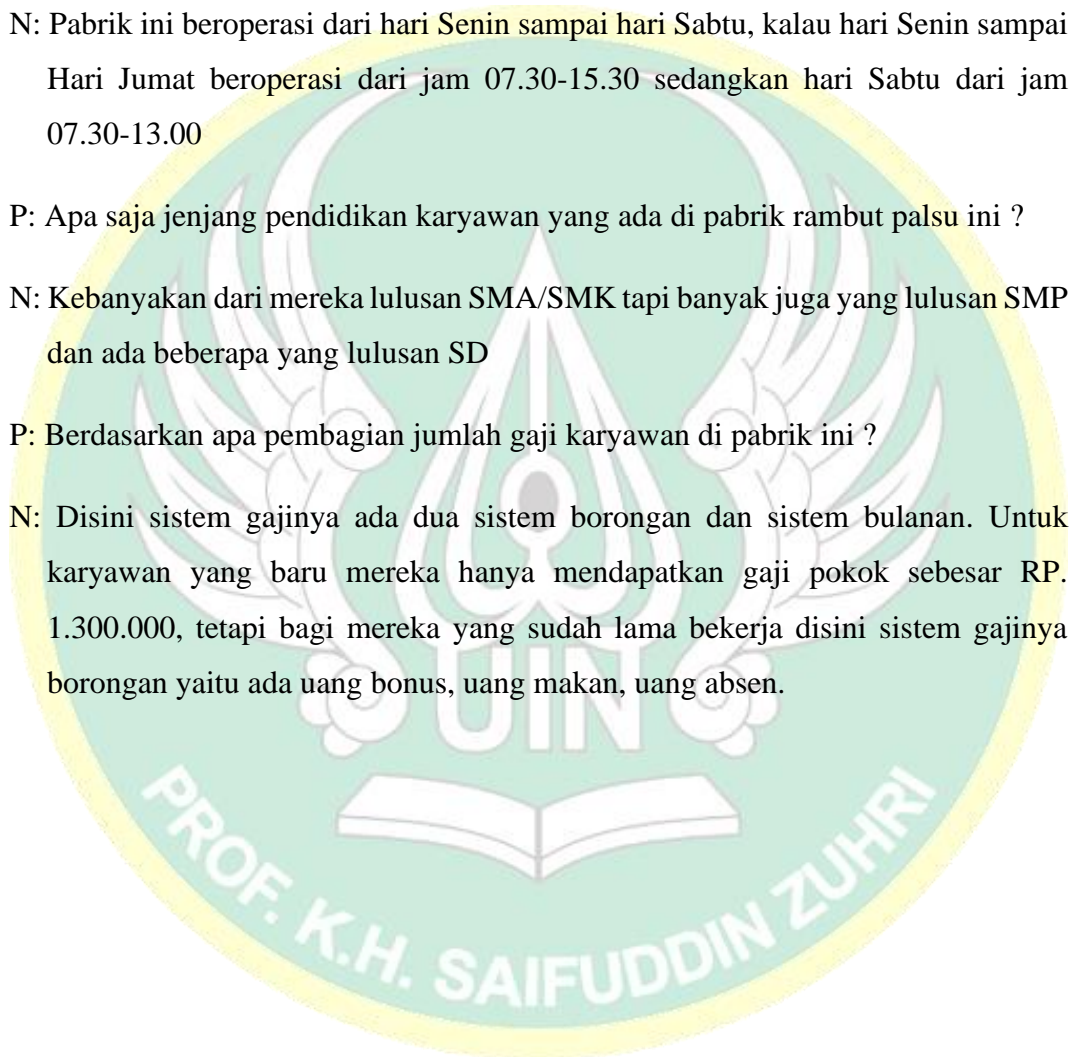 N: Pabrik ini beroperasi dari hari Senin sampai hari Sabtu, kalau hari Senin sampai
Hari Jumat beroperasi dari jam 07.30-15.30 sedangkan hari Sabtu dari jam
07.30-13.00
P: Apa saja jenjang pendidikan karyawan yang ada di pabrik rambut palsu ini ?
N: Kebanyakan dari mereka lulusan SMA/SMK tapi banyak juga yang lulusan SMP
dan ada beberapa yang lulusan SD
P: Berdasarkan apa pembagian jumlah gaji karyawan di pabrik ini ?
N: Disini sistem gajinya ada dua sistem borongan dan sistem bulanan. Untuk
karyawan yang baru mereka hanya mendapatkan gaji pokok sebesar RP.
1.300.000, tetapi bagi mereka yang sudah lama bekerja disini sistem gajinya
borongan yaitu ada uang bonus, uang makan, uang absen.
UIN
PROF. K.H. SAIFUDDIN ZUHRI